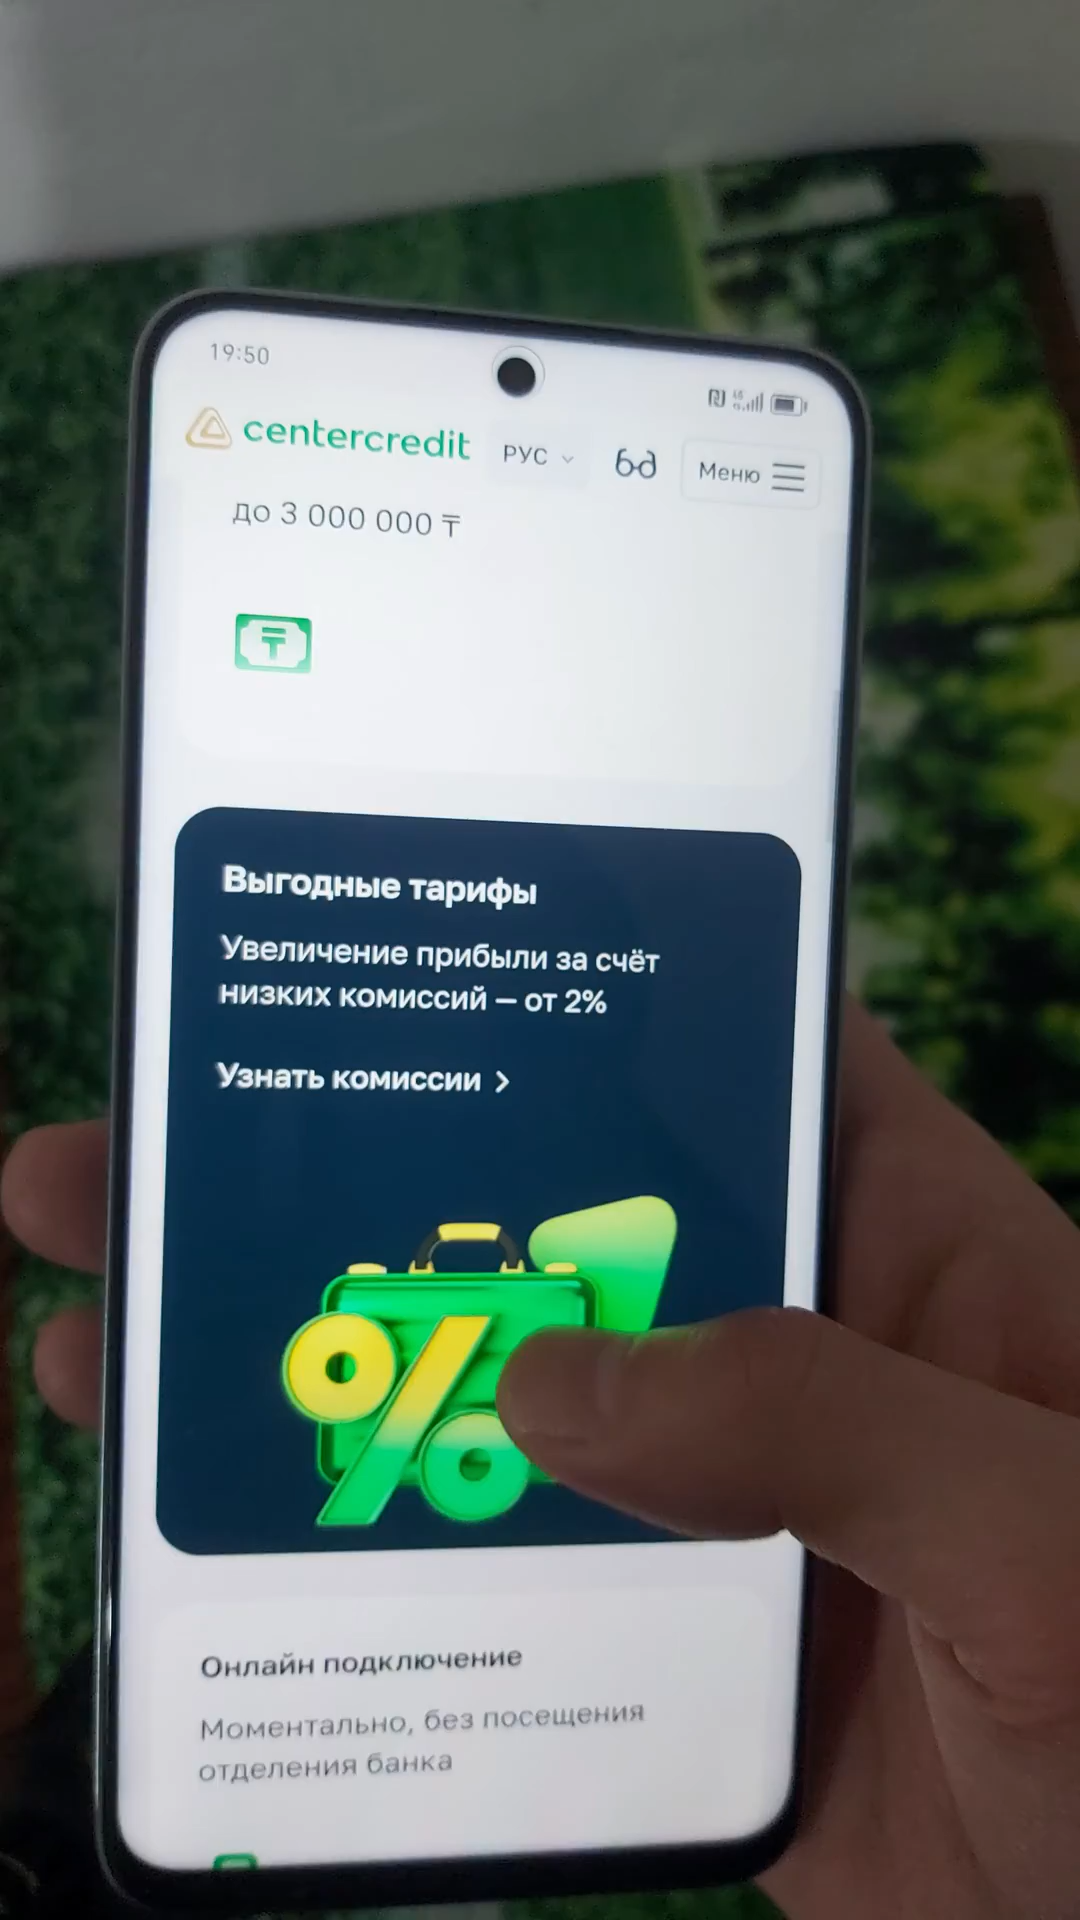 19:50
centercredit
РУС
Меню
до 3 000 000 ₸
₸
Выгодные тарифы
Увеличение прибыли за счёт
низких комиссий — от 2%
Узнать комиссии >
%
Онлайн подключение
Моментально, без посещения
отделения банка